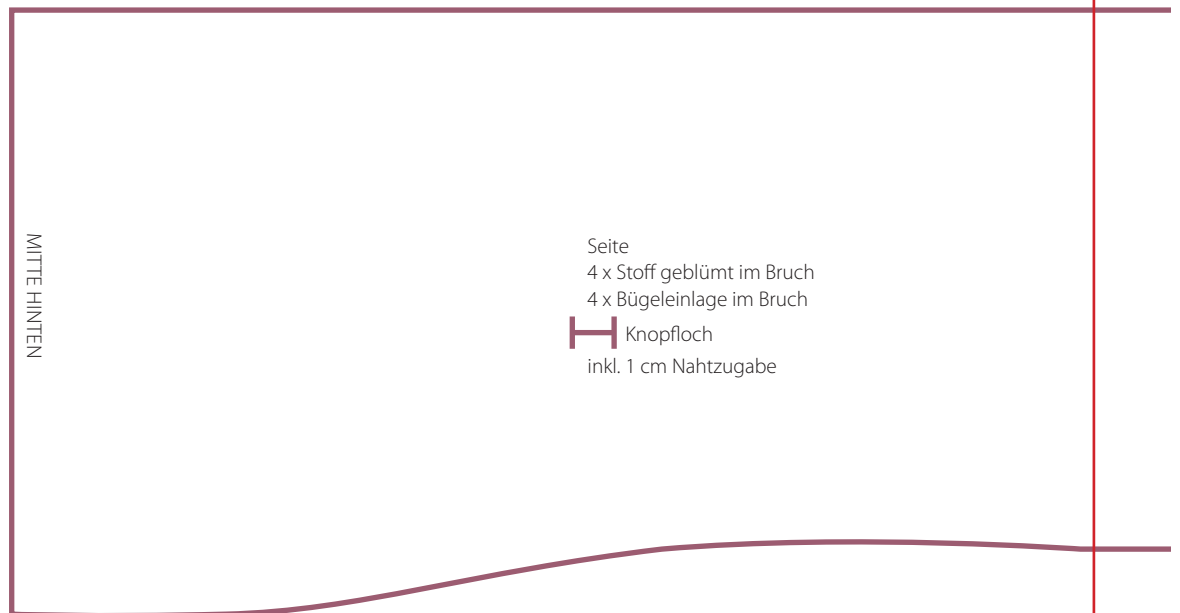 MITTE HINTEN
Seite
4 x Stoff geblümt im Bruch
4 x Bügeleinlage im Bruch
Knopfloch
inkl. 1 cm Nahtzugabe